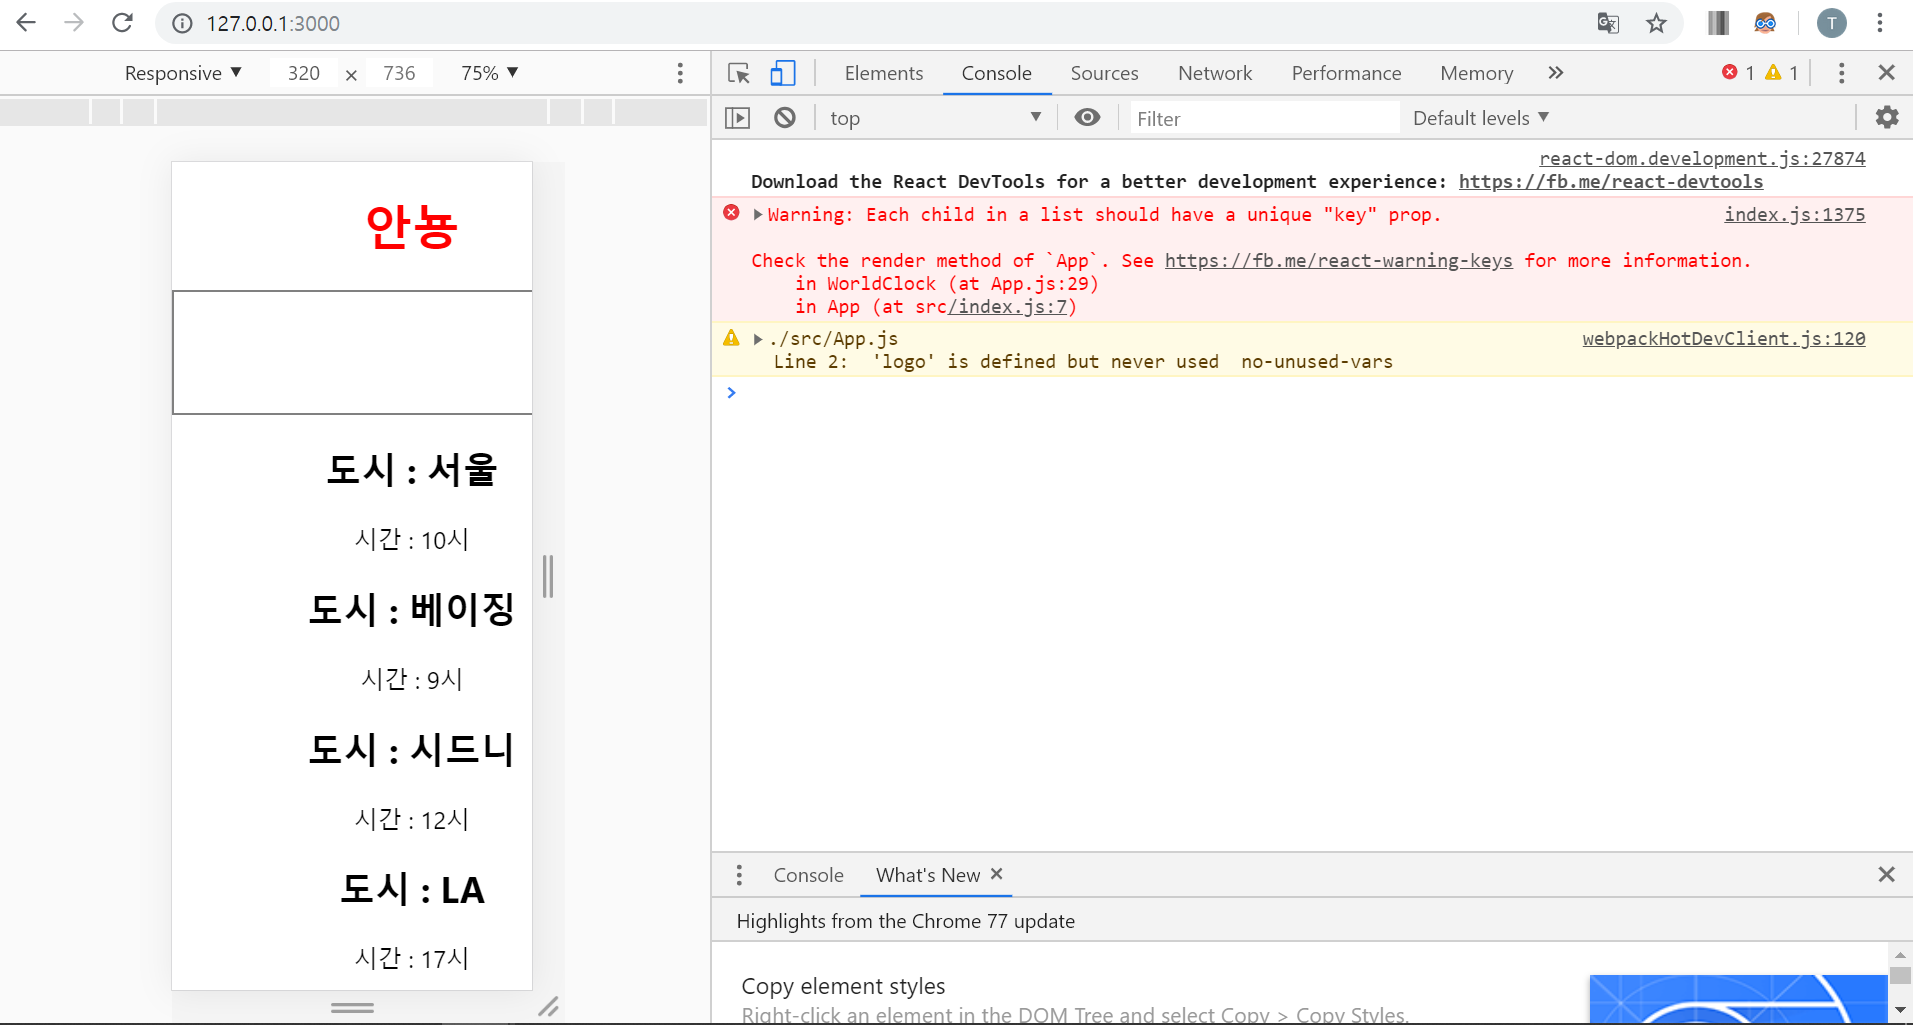 127.0.0.1:3000
T
Responsive ▼ 320 × 736 75% ▼
Elements Console Sources Network Performance Memory » 1 1
top ▼ Filter Default levels ▼
안뇽
도시 : 서울
시간 : 10시
도시 : 베이징
시간 : 9시
도시 : 시드니
시간 : 12시
도시 : LA
시간 : 17시
react-dom.development.js:27874
Download the React DevTools for a better development experience: https://fb.me/react-devtools
Warning: Each child in a list should have a unique "key" prop. index.js:1375
Check the render method of `App`. See https://fb.me/react-warning-keys for more information.
in WorldClock (at App.js:29)
in App (at src/index.js:7)
./src/App.js webpackHotDevClient.js:120
Line 2: 'logo' is defined but never used no-unused-vars
Console What's New
Highlights from the Chrome 77 update
Copy element styles
Right-click an element in the DOM Tree and select Copy > Copy Styles.